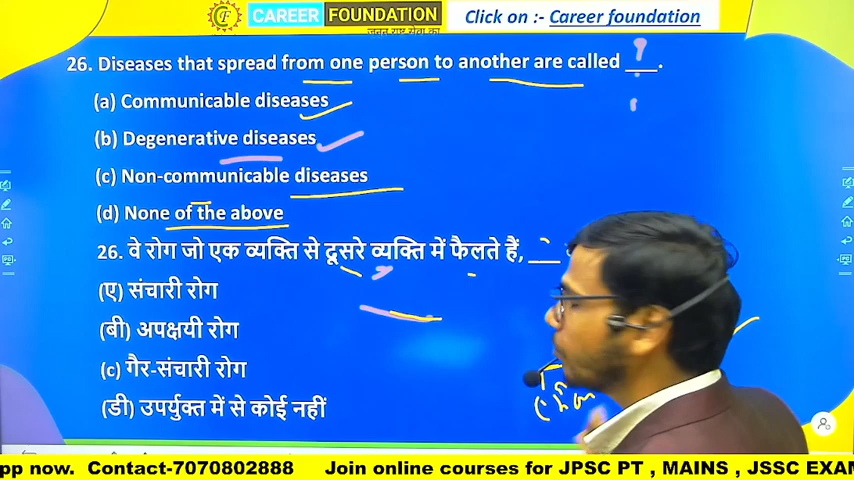 CAREER FOUNDATION
Click on :- Career foundation
26. Diseases that spread from one person to another are called ___.
(a) Communicable diseases
(b) Degenerative diseases
(c) Non-communicable diseases
(d) None of the above
26. वे रोग जो एक व्यक्ति से दूसरे व्यक्ति में फैलते हैं, ___
(ए) संचारी रोग
(बी) अपक्षयी रोग
(c) गैर-संचारी रोग
(डी) उपर्युक्त में से कोई नहीं
pp now. Contact-7070802888 Join online courses for JPSC PT , MAINS , JSSC EXAM